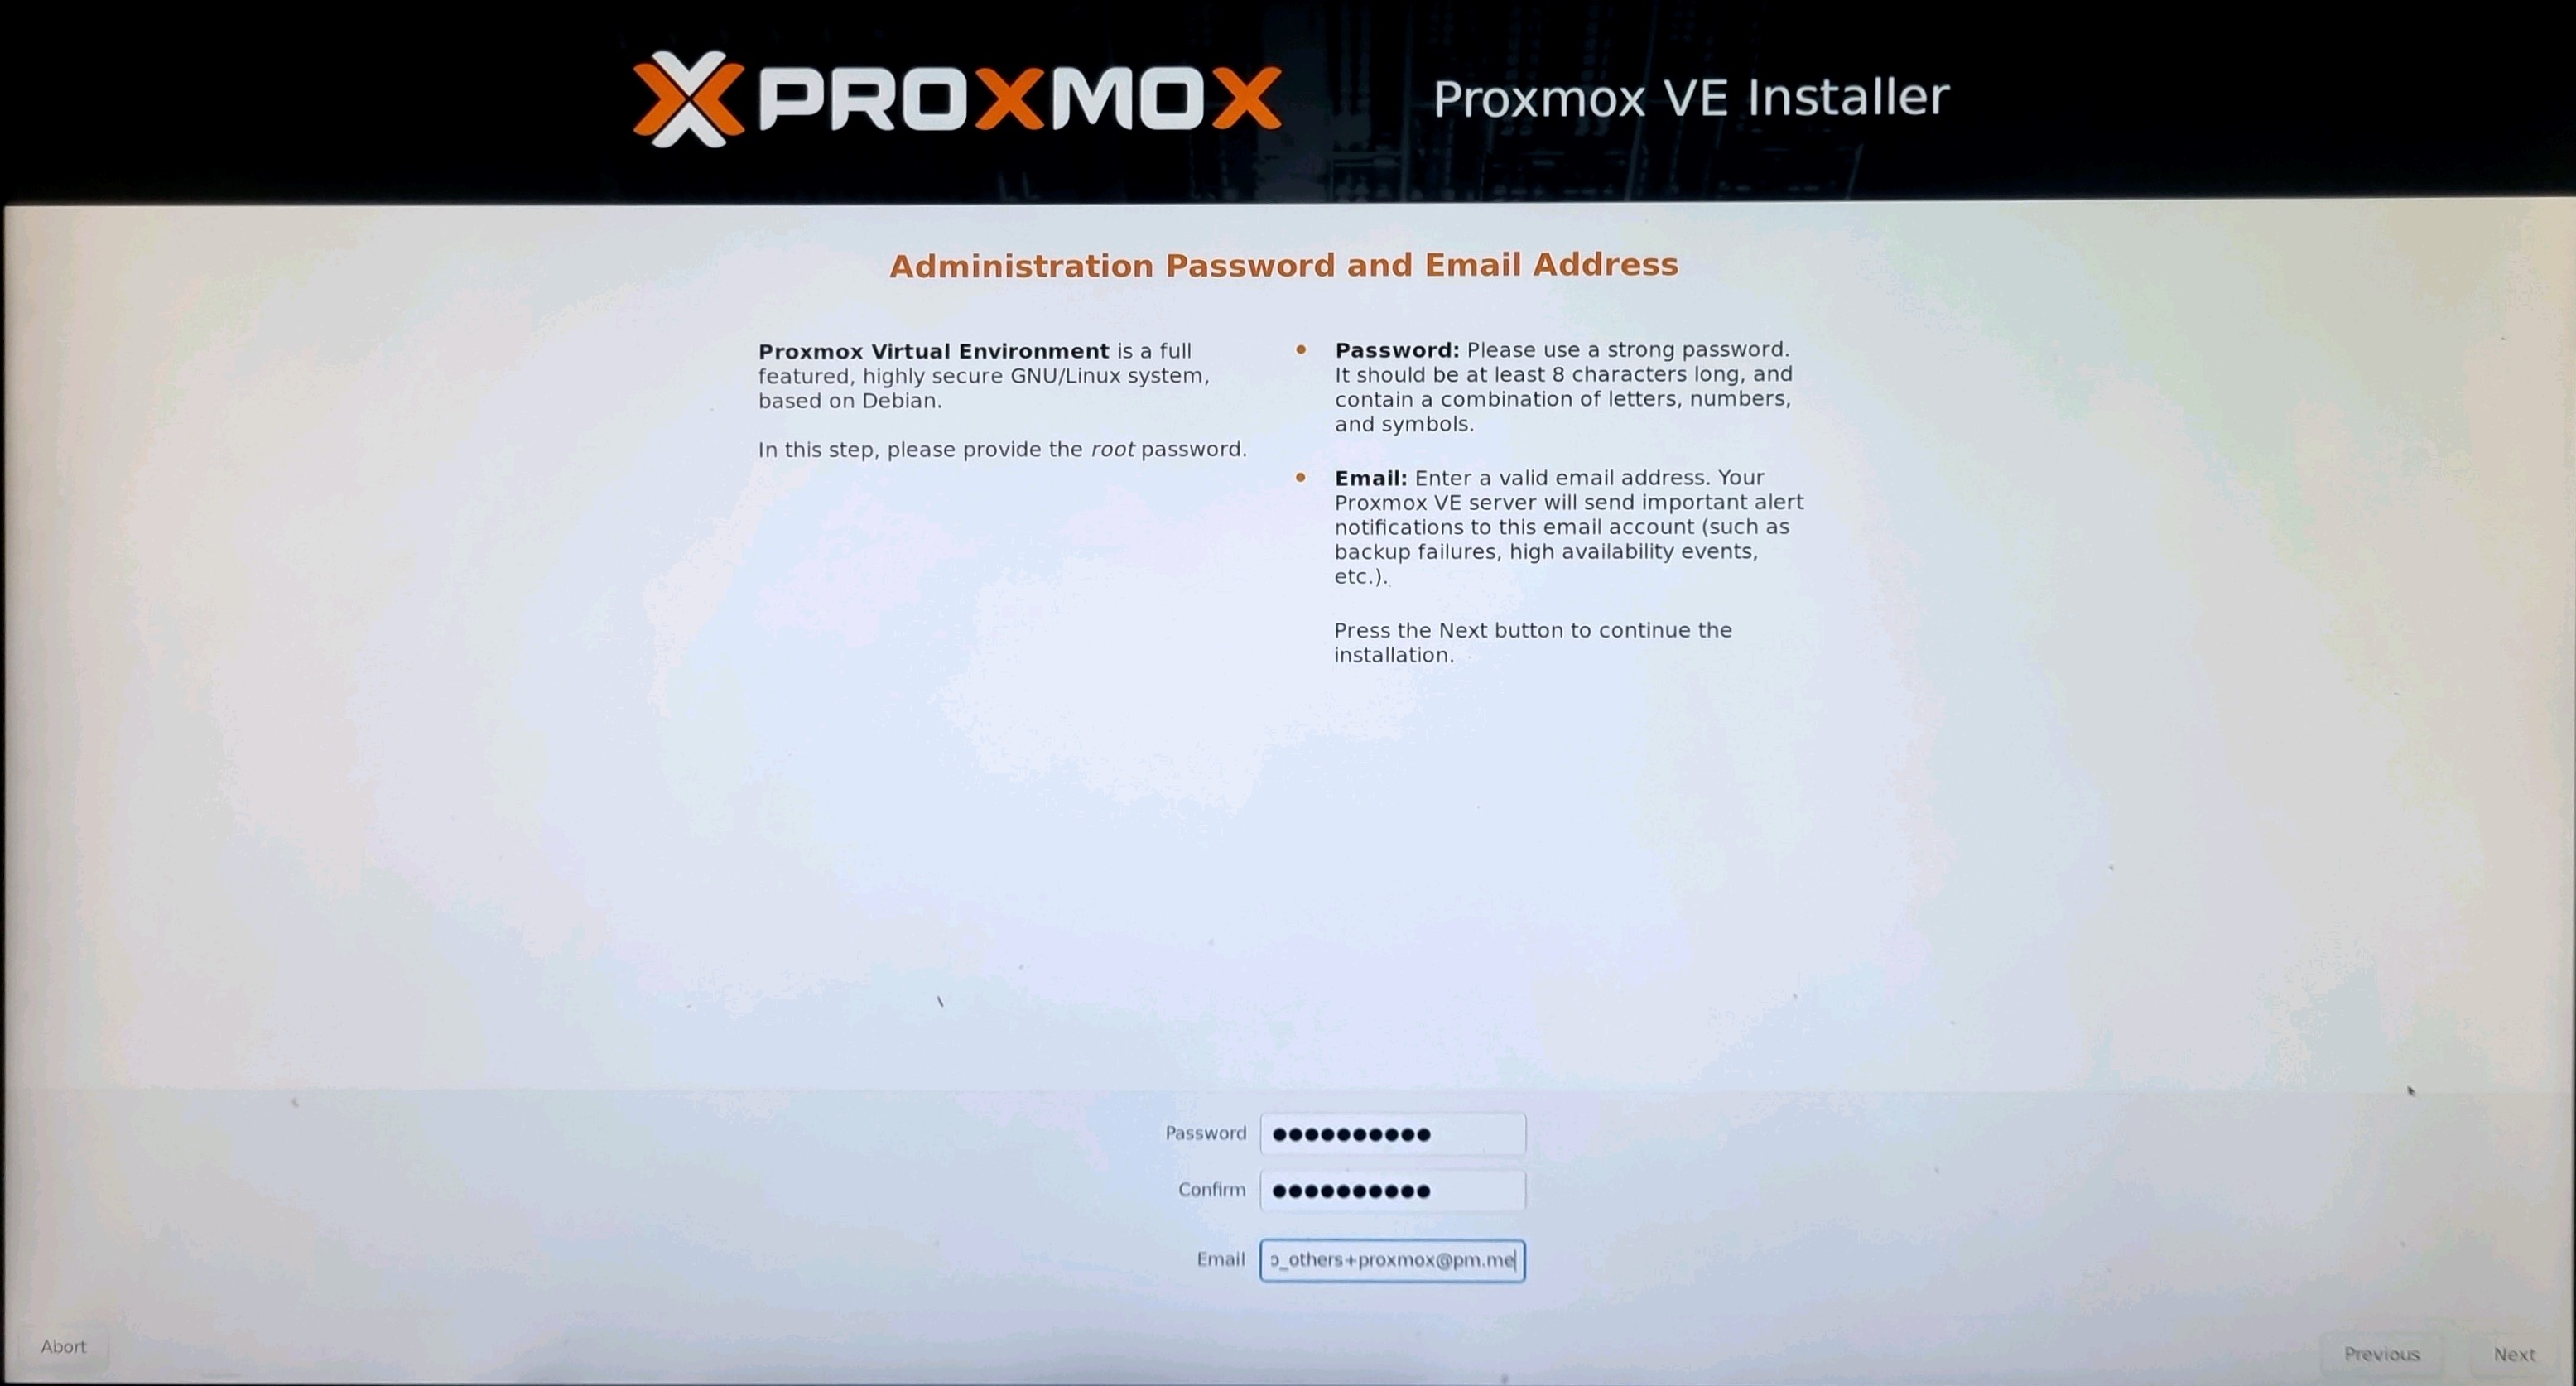 PROXMOX
Proxmox VE Installer
Administration Password and Email Address
Proxmox Virtual Environment is a full
featured, highly secure GNU/Linux system,
based on Debian.
In this step, please provide the root password.
Password: Please use a strong password.
It should be at least 8 characters long, and
contain a combination of letters, numbers,
and symbols.
Email: Enter a valid email address. Your
Proxmox VE server will send important alert
notifications to this email account (such as
backup failures, high availability events,
etc.).
Press the Next button to continue the
installation.
Password ●●●●●●●●●●
Confirm ●●●●●●●●●●
Email _others+proxmox@pm.me
Abort
Previous
Next